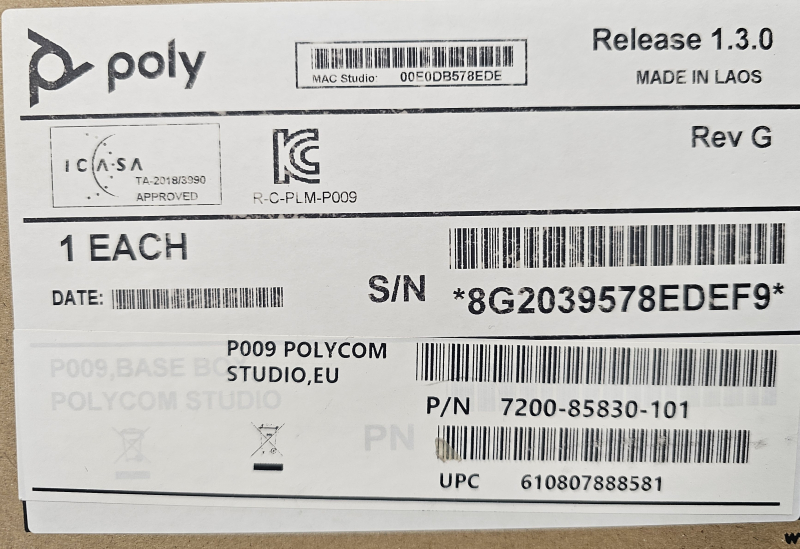 poly
MAC Studio: 00E0DB578EDE
Release 1.3.0
MADE IN LAOS
ICASA
TA-2018/3990
APPROVED
R-C-PLM-P009
Rev G
1 EACH
DATE:
S/N *8G2039578EDEF9*
P009,BASE BO
POLYCOM STUDIO
P009 POLYCOM
STUDIO,EU
P/N 7200-85830-101
PN
UPC 610807888581